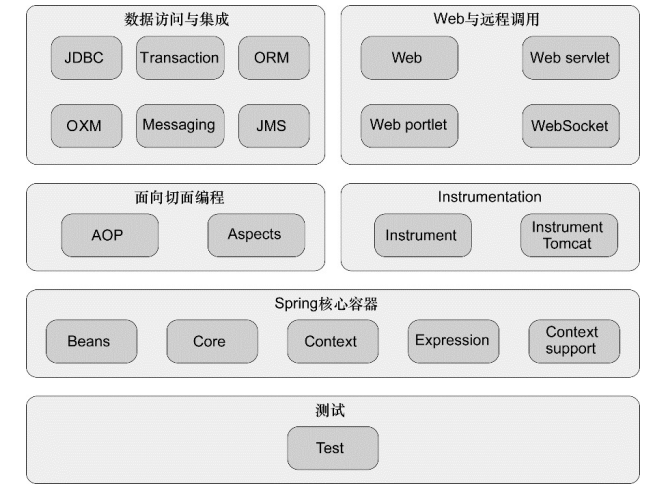 数据访问与集成
JDBC
Transaction
ORM
OXM
Messaging
JMS
Web与远程调用
Web
Web servlet
Web portlet
WebSocket
面向切面编程
AOP
Aspects
Instrumentation
Instrument
Instrument
Tomcat
Spring核心容器
Beans
Core
Context
Expression
Context
support
测试
Test